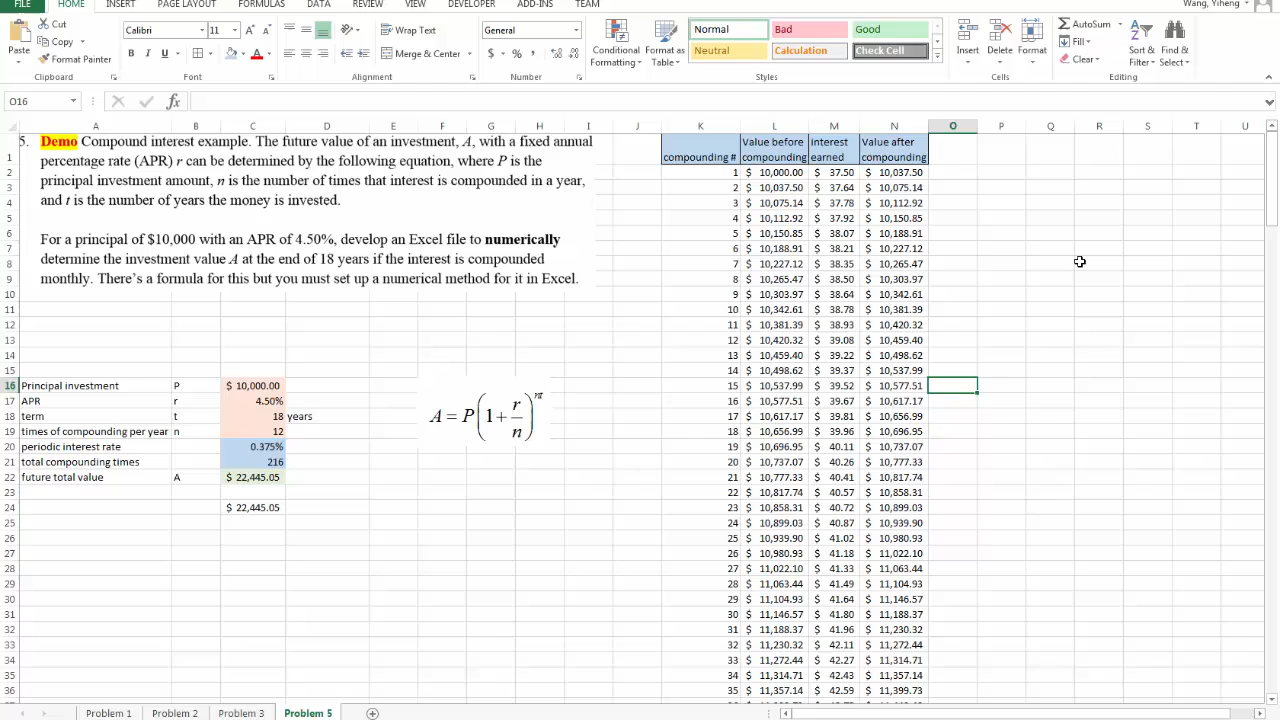 FILE HOME INSERT PAGE LAYOUT FORMULAS DATA REVIEW VIEW DEVELOPER ADD-INS TEAM Wang, Yiheng
Cut
Copy
Format Painter
Paste
Clipboard
Calibri 11
B I U
Font
Wrap Text
Merge & Center
Alignment
General
$ % ,
Number
Conditional Formatting
Format as Table
Normal Bad Good
Neutral Calculation Check Cell
Styles
Insert Delete Format
Cells
AutoSum
Fill
Clear
Sort & Filter
Find & Select
Editing
O16
A B C D E F G H I J K L M N O P Q R S T U
5. Demo Compound interest example. The future value of an investment, A, with a fixed annual
percentage rate (APR) r can be determined by the following equation, where P is the
principal investment amount, n is the number of times that interest is compounded in a year,
and t is the number of years the money is invested.
For a principal of $10,000 with an APR of 4.50%, develop an Excel file to numerically
determine the investment value A at the end of 18 years if the interest is compounded
monthly. There's a formula for this but you must set up a numerical method for it in Excel.
16 Principal investment P $ 10,000.00
17 APR r 4.50%
18 term t 18 years
19 times of compounding per year n 12
20 periodic interest rate 0.375%
21 total compounding times 216
22 future total value A $ 22,445.05
$ 22,445.05
A = P(1 + r/n)^nt
compounding # Value before compounding interest earned Value after compounding
1 $ 10,000.00 $ 37.50 $ 10,037.50
2 $ 10,037.50 $ 37.64 $ 10,075.14
3 $ 10,075.14 $ 37.78 $ 10,112.92
4 $ 10,112.92 $ 37.92 $ 10,150.85
5 $ 10,150.85 $ 38.07 $ 10,188.91
6 $ 10,188.91 $ 38.21 $ 10,227.12
7 $ 10,227.12 $ 38.35 $ 10,265.47
8 $ 10,265.47 $ 38.50 $ 10,303.97
9 $ 10,303.97 $ 38.64 $ 10,342.61
10 $ 10,342.61 $ 38.78 $ 10,381.39
11 $ 10,381.39 $ 38.93 $ 10,420.32
12 $ 10,420.32 $ 39.08 $ 10,459.40
13 $ 10,459.40 $ 39.22 $ 10,498.62
14 $ 10,498.62 $ 39.37 $ 10,537.99
15 $ 10,537.99 $ 39.52 $ 10,577.51
16 $ 10,577.51 $ 39.67 $ 10,617.17
17 $ 10,617.17 $ 39.81 $ 10,656.99
18 $ 10,656.99 $ 39.96 $ 10,696.95
19 $ 10,696.95 $ 40.11 $ 10,737.07
20 $ 10,737.07 $ 40.26 $ 10,777.33
21 $ 10,777.33 $ 40.41 $ 10,817.74
22 $ 10,817.74 $ 40.57 $ 10,858.31
23 $ 10,858.31 $ 40.72 $ 10,899.03
24 $ 10,899.03 $ 40.87 $ 10,939.90
25 $ 10,939.90 $ 41.02 $ 10,980.93
26 $ 10,980.93 $ 41.18 $ 11,022.10
27 $ 11,022.10 $ 41.33 $ 11,063.44
28 $ 11,063.44 $ 41.49 $ 11,104.93
29 $ 11,104.93 $ 41.64 $ 11,146.57
30 $ 11,146.57 $ 41.80 $ 11,188.37
31 $ 11,188.37 $ 41.96 $ 11,230.32
32 $ 11,230.32 $ 42.11 $ 11,272.44
33 $ 11,272.44 $ 42.27 $ 11,314.71
34 $ 11,314.71 $ 42.43 $ 11,357.14
35 $ 11,357.14 $ 42.59 $ 11,399.73
Problem 1 Problem 2 Problem 3 Problem 5